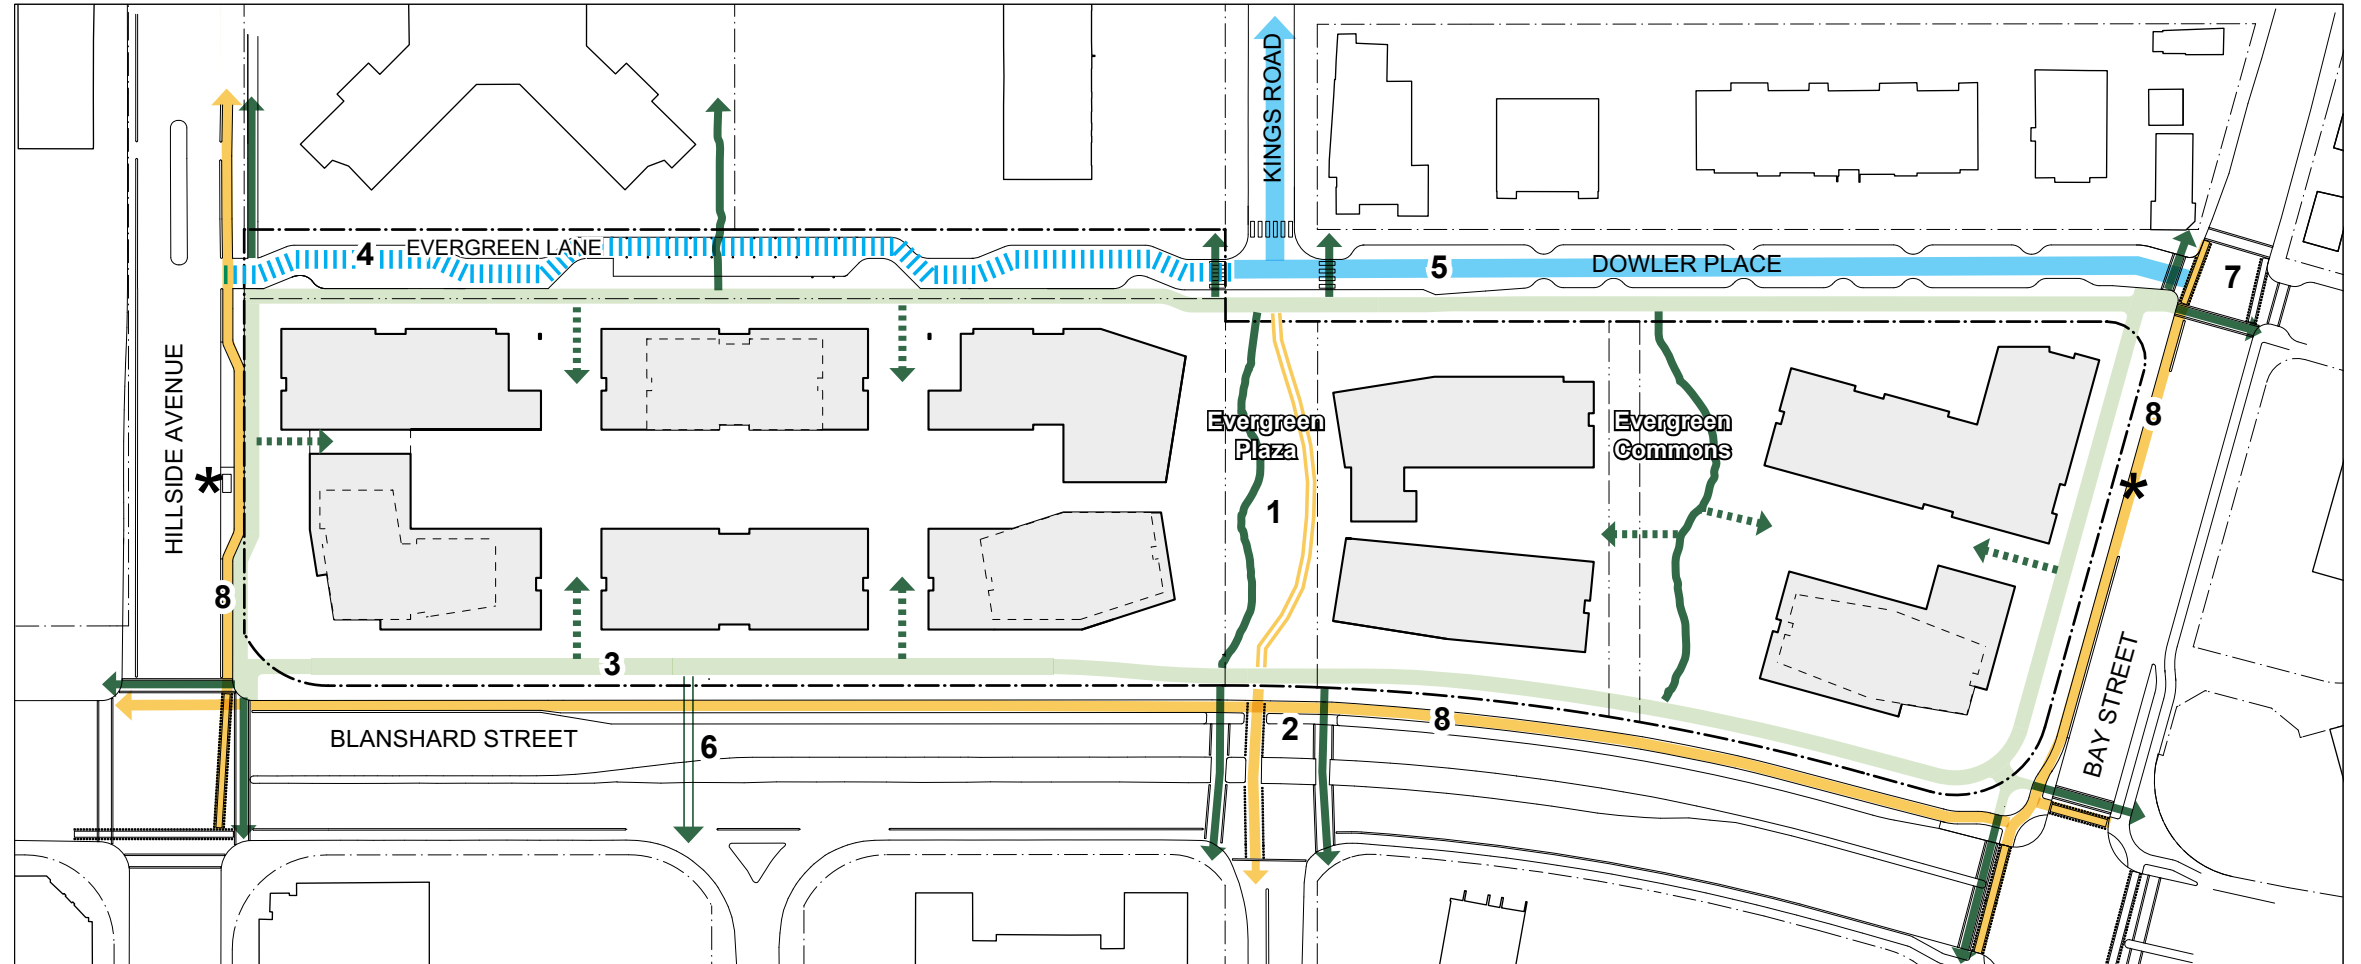 KINGS ROAD
4
EVERGREEN LANE
5
DOWLER PLACE
7
HILLSIDE AVENUE
*
Evergreen
Plaza
Evergreen
Commons
8
*
1
8
3
BAY STREET
BLANSHARD STREET
6
2
8